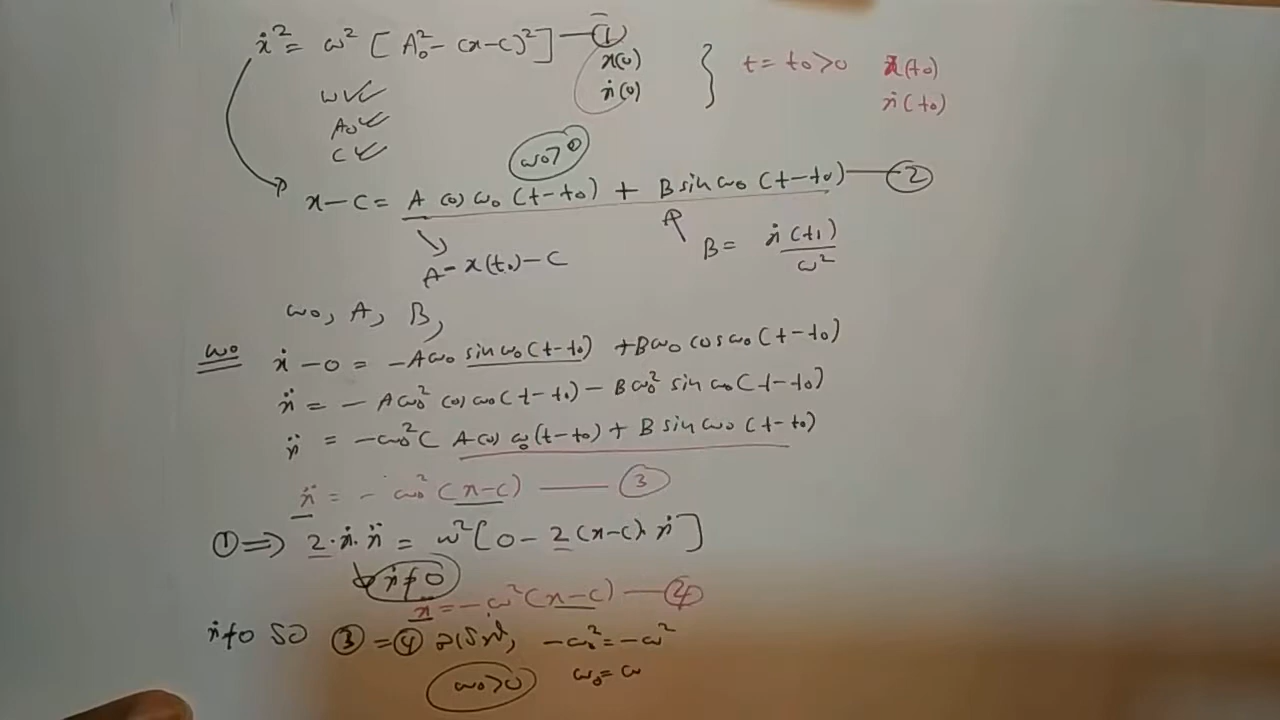 ẋ² = ω² [A₀² - (x-c)²] — ①
x(0)
ẋ(0)
} t = t₀ > 0
x(t₀)
ẋ(t₀)
ω ✓
A₀ ✓
c ✓
ω₀ > 0
x - c = A cos ω₀ (t - t₀) + B sin ω₀ (t - t₀) — ②
A = x(t₀) - c
B = ẋ(t₁) / ω²
ω₀, A, B,
ω₀
ẋ - 0 = -Aω₀ sin ω₀ (t - t₀) + Bω₀ cos ω₀ (t - t₀)
ẍ = - Aω₀² cos ω₀ (t - t₀) - Bω₀² sin ω₀ (t - t₀)
ẍ = -ω₀² ( A cos ω₀ (t - t₀) + B sin ω₀ (t - t₀)
ẍ = - ω₀² (x - c) — ③
① ⇒ 2·ẋ·ẍ = ω² [0 - 2 (x - c)· ẋ]
ẋ ≠ 0
ẍ = - ω² (x - c) — ④
ẋ ≠ 0 so ③ = ④ -ω₀² = -ω²
ω₀ > 0 ω₀ = ω